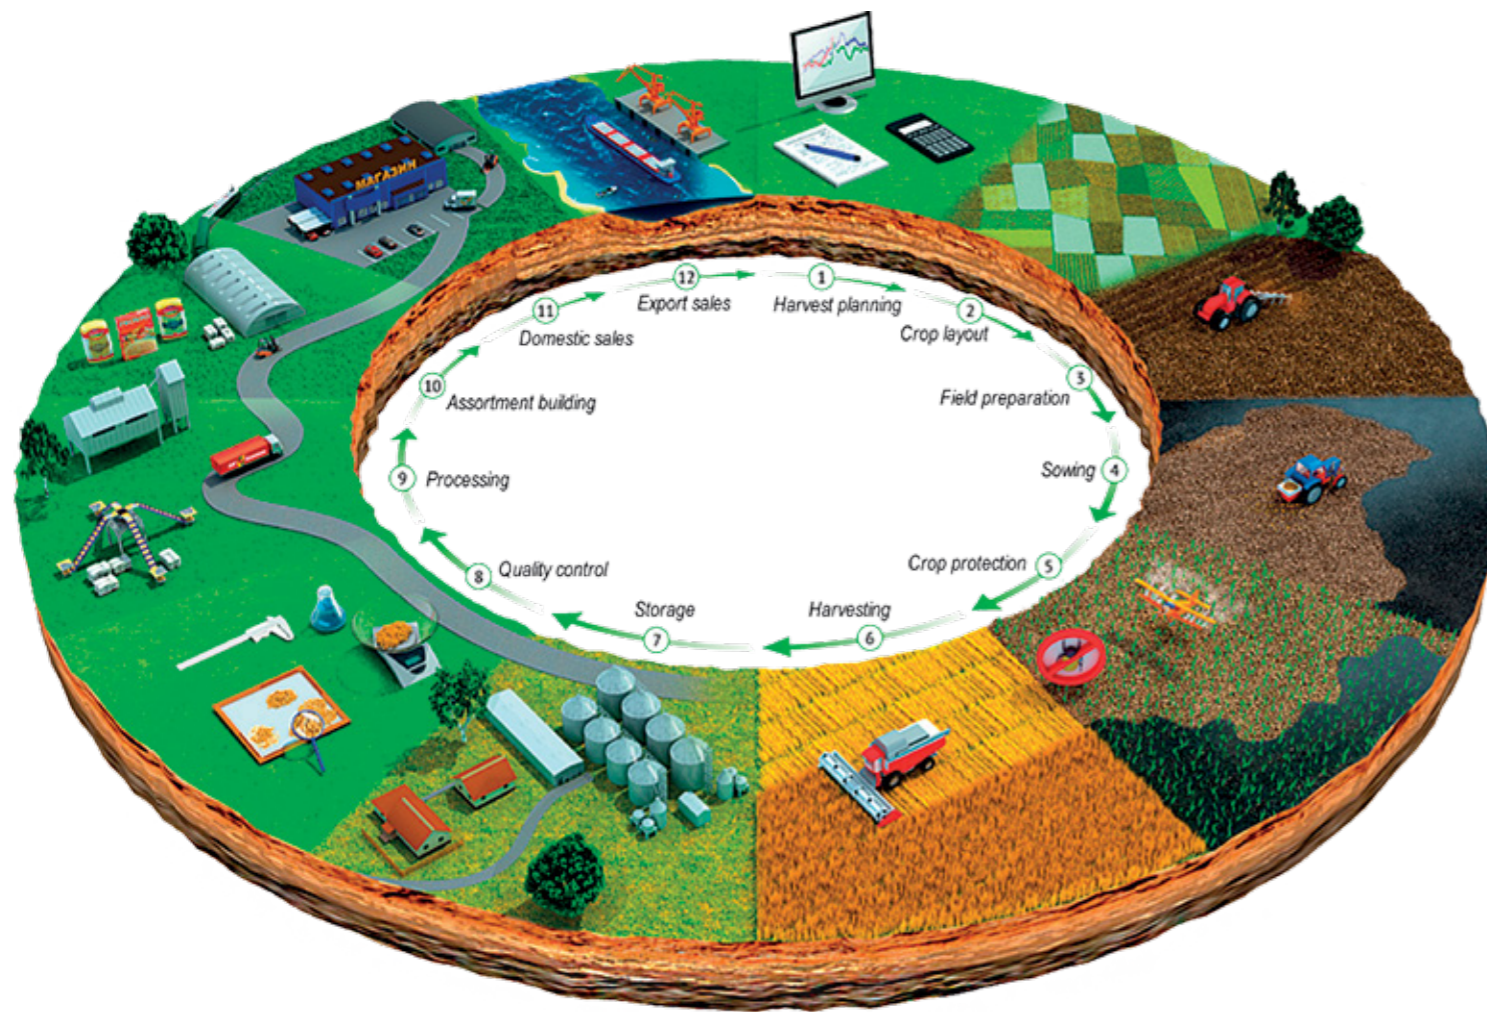 МАГАЗИН
12
Export sales
1
Harvest planning
11
Domestic sales
2
Crop layout
10
Assortment building
3
Field preparation
9
Processing
4
Sowing
8
Quality control
5
Crop protection
7
Storage
6
Harvesting